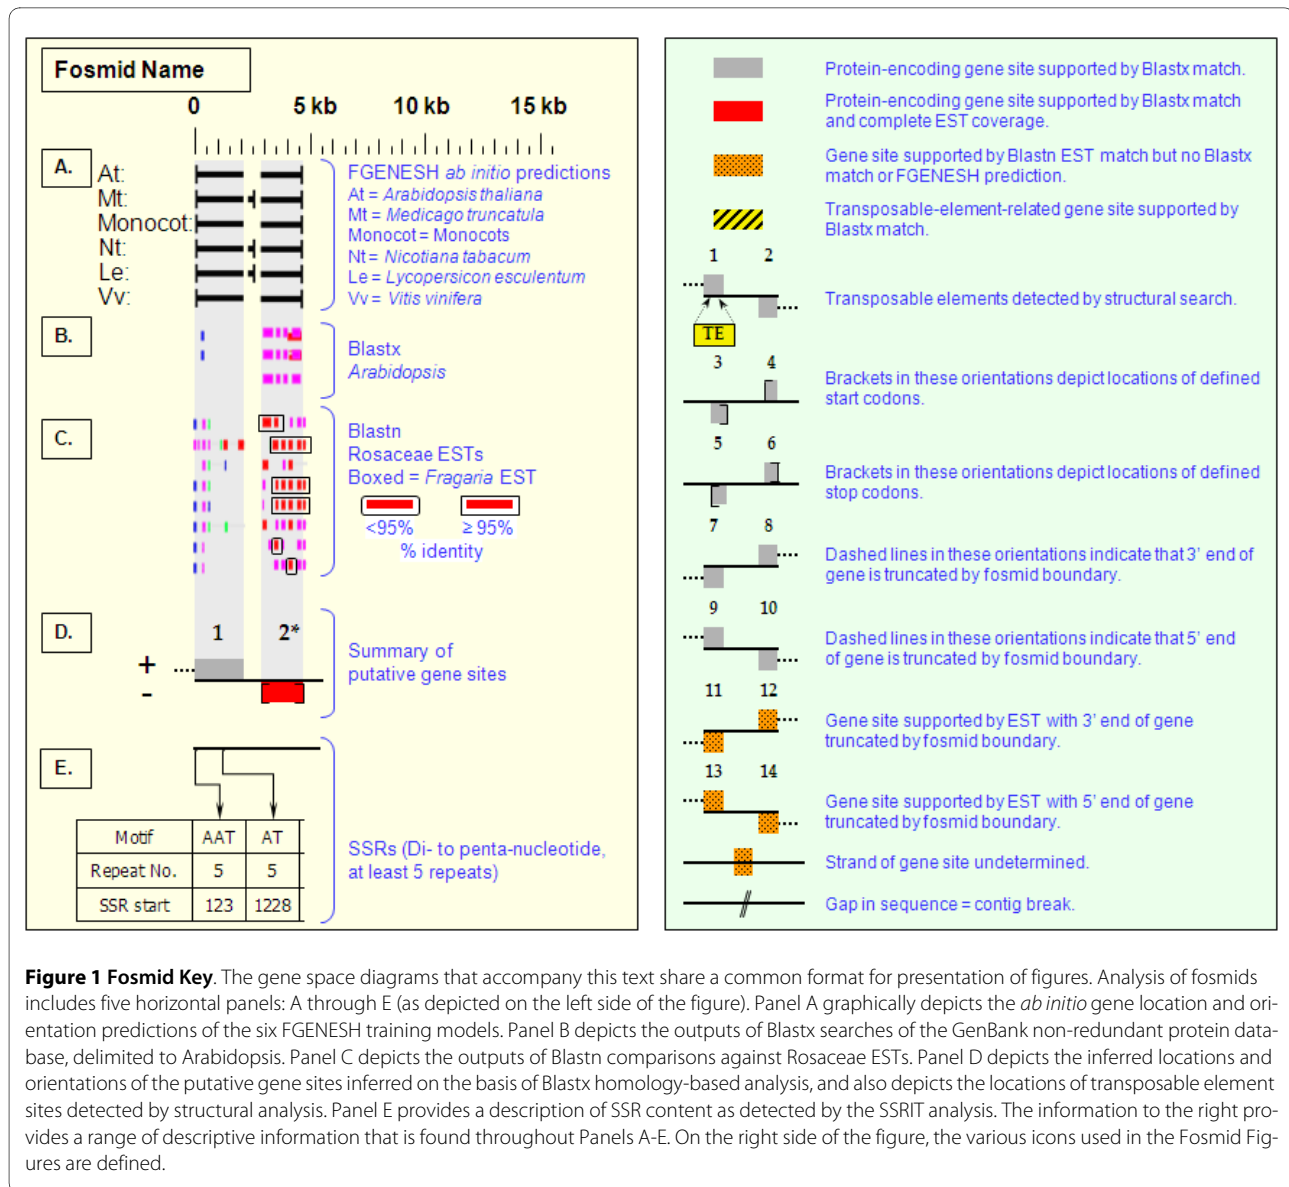 Fosmid Name
0 5 kb 10 kb 15 kb
A.
At:
Mt:
Monocot:
Nt:
Le:
Vv:
FGENESH ab initio predictions
At = Arabidopsis thaliana
Mt = Medicago truncatula
Monocot = Monocots
Nt = Nicotiana tabacum
Le = Lycopersicon esculentum
Vv = Vitis vinifera
B.
Blastx
Arabidopsis
C.
Blastn
Rosaceae ESTs
Boxed = Fragaria EST
<95% ≥ 95%
% identity
D.
1 2*
+
-
Summary of
putative gene sites
E.
Motif AAT AT
Repeat No. 5 5
SSR start 123 1228
SSRs (Di- to penta-nucleotide,
at least 5 repeats)
Protein-encoding gene site supported by Blastx match.
Protein-encoding gene site supported by Blastx match
and complete EST coverage.
Gene site supported by Blastn EST match but no Blastx
match or FGENESH prediction.
Transposable-element-related gene site supported by
Blastx match.
1 2
Transposable elements detected by structural search.
TE
3 4
Brackets in these orientations depict locations of defined
start codons.
5 6
Brackets in these orientations depict locations of defined
stop codons.
7 8
Dashed lines in these orientations indicate that 3' end of
gene is truncated by fosmid boundary.
9 10
Dashed lines in these orientations indicate that 5' end
of gene is truncated by fosmid boundary.
11 12
Gene site supported by EST with 3' end of gene
truncated by fosmid boundary.
13 14
Gene site supported by EST with 5' end of gene
truncated by fosmid boundary.
Strand of gene site undetermined.
Gap in sequence = contig break.
Figure 1 Fosmid Key. The gene space diagrams that accompany this text share a common format for presentation of figures. Analysis of fosmids
includes five horizontal panels: A through E (as depicted on the left side of the figure). Panel A graphically depicts the ab initio gene location and ori-
entation predictions of the six FGENESH training models. Panel B depicts the outputs of Blastx searches of the GenBank non-redundant protein data-
base, delimited to Arabidopsis. Panel C depicts the outputs of Blastn comparisons against Rosaceae ESTs. Panel D depicts the inferred locations and
orientations of the putative gene sites inferred on the basis of Blastx homology-based analysis, and also depicts the locations of transposable element
sites detected by structural analysis. Panel E provides a description of SSR content as detected by the SSRIT analysis. The information to the right pro-
vides a range of descriptive information that is found throughout Panels A-E. On the right side of the figure, the various icons used in the Fosmid Fig-
ures are defined.